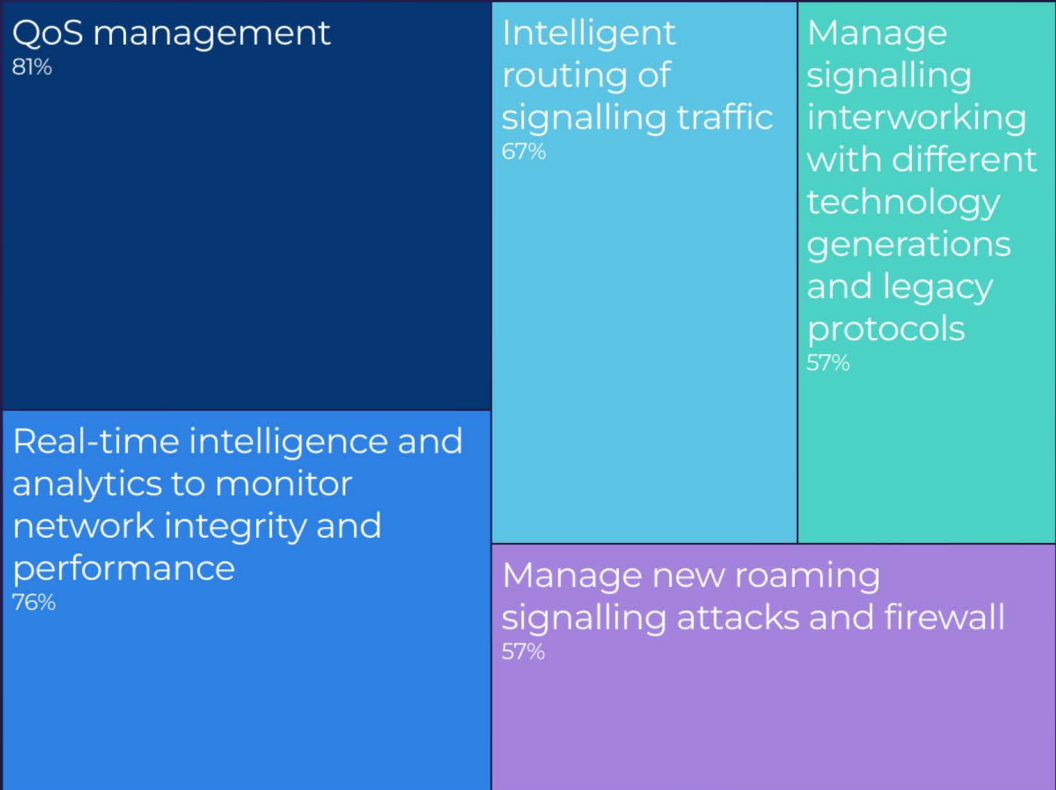 QoS management
81%
Intelligent
routing of
signalling traffic
67%
Manage
signalling
interworking
with different
technology
generations
and legacy
protocols
57%
Real-time intelligence and
analytics to monitor
network integrity and
performance
76%
Manage new roaming
signalling attacks and firewall
57%